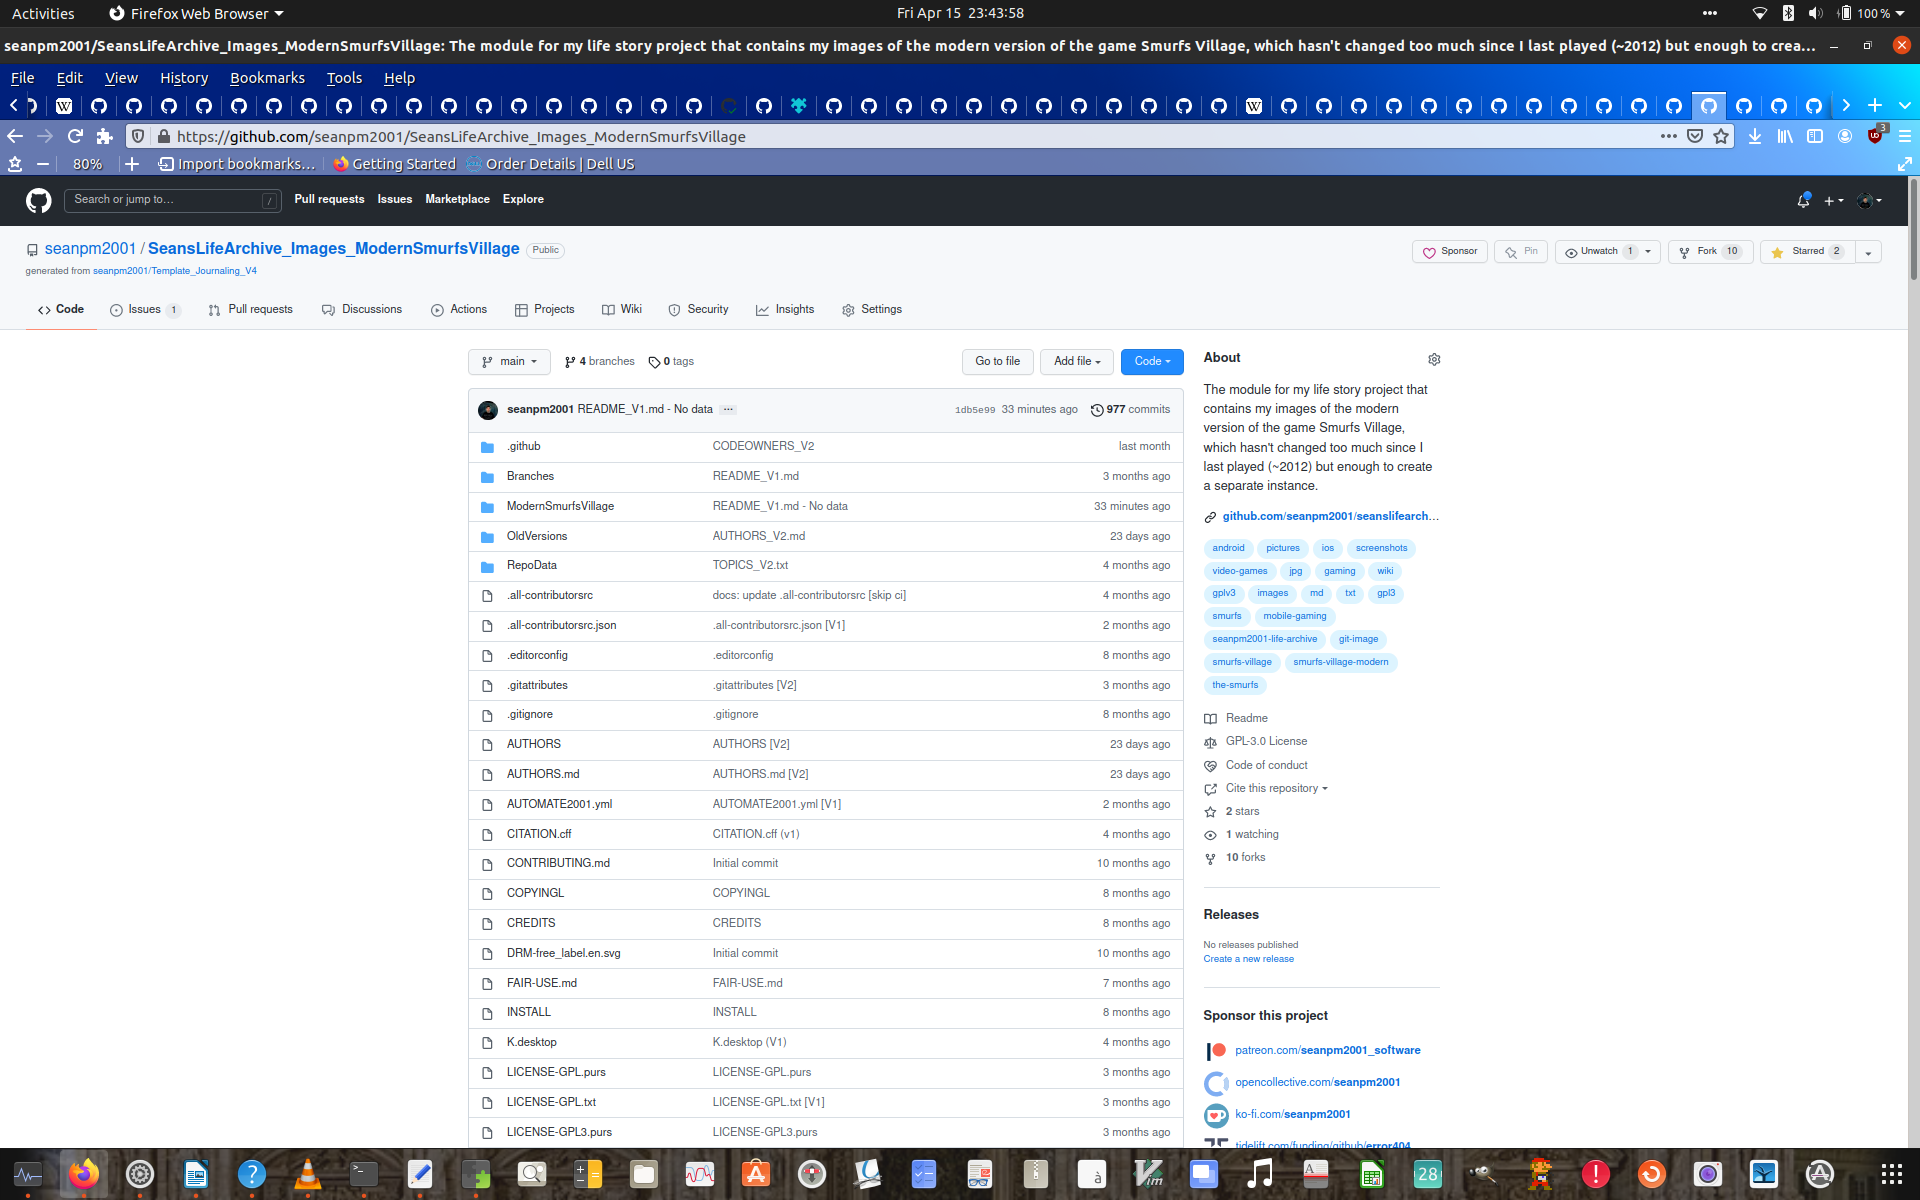 Activities
Firefox Web Browser
Fri Apr 15 23:43:58
100 %
seanpm2001/SeansLifeArchive_Images_ModernSmurfsVillage: The module for my life story project that contains my images of the modern version of the game Smurfs Village, which hasn't changed too much since I last played (~2012) but enough to crea…
File Edit View History Bookmarks Tools Help
https://github.com/seanpm2001/SeansLifeArchive_Images_ModernSmurfsVillage
3
80%
Import bookmarks…
Getting Started
Order Details | Dell US
Search or jump to…
/
Pull requests Issues Marketplace Explore
seanpm2001 / SeansLifeArchive_Images_ModernSmurfsVillage Public
generated from seanpm2001/Template_Journaling_V4
Sponsor
Pin
Unwatch 1
Fork 10
Starred 2
Code
Issues 1
Pull requests
Discussions
Actions
Projects
Wiki
Security
Insights
Settings
main
4 branches
0 tags
Go to file
Add file
Code
seanpm2001 README_V1.md - No data ... 1db5e99 33 minutes ago 977 commits
.github CODEOWNERS_V2 last month
Branches README_V1.md 3 months ago
ModernSmurfsVillage README_V1.md - No data 33 minutes ago
OldVersions AUTHORS_V2.md 23 days ago
RepoData TOPICS_V2.txt 4 months ago
.all-contributorsrc docs: update .all-contributorsrc [skip ci] 4 months ago
.all-contributorsrc.json .all-contributorsrc.json [V1] 2 months ago
.editorconfig .editorconfig 8 months ago
.gitattributes .gitattributes [V2] 3 months ago
.gitignore .gitignore 8 months ago
AUTHORS AUTHORS [V2] 23 days ago
AUTHORS.md AUTHORS.md [V2] 23 days ago
AUTOMATE2001.yml AUTOMATE2001.yml [V1] 2 months ago
CITATION.cff CITATION.cff (v1) 4 months ago
CONTRIBUTING.md Initial commit 10 months ago
COPYINGL COPYINGL 8 months ago
CREDITS CREDITS 8 months ago
DRM-free_label.en.svg Initial commit 10 months ago
FAIR-USE.md FAIR-USE.md 7 months ago
INSTALL INSTALL 8 months ago
K.desktop K.desktop (V1) 4 months ago
LICENSE-GPL.purs LICENSE-GPL.purs 3 months ago
LICENSE-GPL.txt LICENSE-GPL.txt [V1] 3 months ago
LICENSE-GPL3.purs LICENSE-GPL3.purs 3 months ago
About
The module for my life story project that
contains my images of the modern
version of the game Smurfs Village,
which hasn't changed too much since I
last played (~2012) but enough to create
a separate instance.
github.com/seanpm2001/seanslifearch…
android pictures ios screenshots
video-games jpg gaming wiki
gplv3 images md txt gpl3
smurfs mobile-gaming
seanpm2001-life-archive git-image
smurfs-village smurfs-village-modern
the-smurfs
Readme
GPL-3.0 License
Code of conduct
Cite this repository
2 stars
1 watching
10 forks
Releases
No releases published
Create a new release
Sponsor this project
patreon.com/seanpm2001_software
opencollective.com/seanpm2001
ko-fi.com/seanpm2001
tidelift.com/funding/github/error404
28